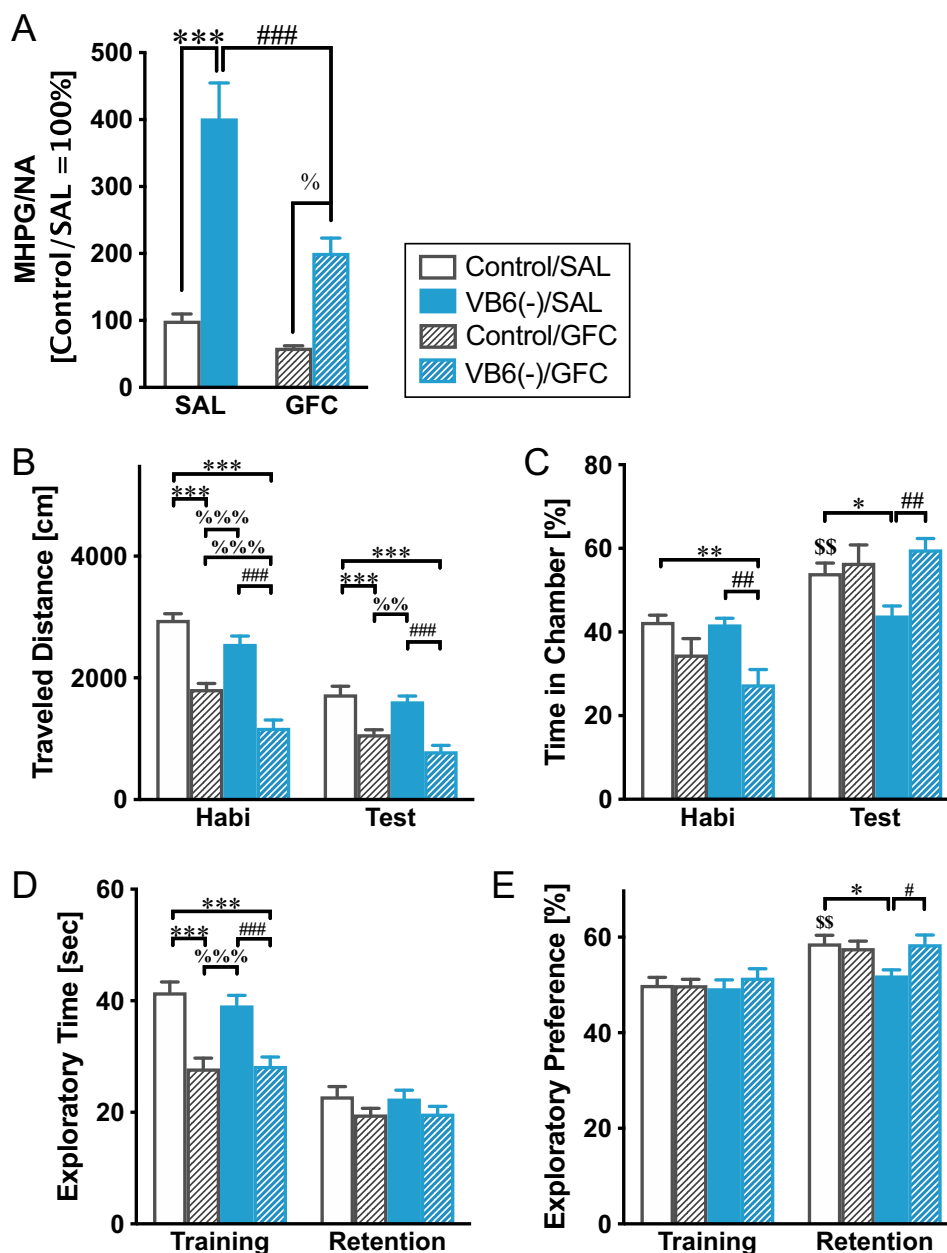 A
*** ###
MHPG/NA
[Control/SAL =100%]
500
400
300
200
100
0
%
SAL GFC
Control/SAL
VB6(-)/SAL
Control/GFC
VB6(-)/GFC
B
Traveled Distance [cm]
4000
2000
0
***
***
%%%
%%%
###
***
***
%%
###
Habi Test
C
Time in Chamber [%]
80
60
40
20
0
**
##
* ##
$$
Habi Test
D
Exploratory Time [sec]
60
40
20
0
***
*** ###
%%%
Training Retention
E
Exploratory Preference [%]
60
40
20
0
* #
$$
Training Retention